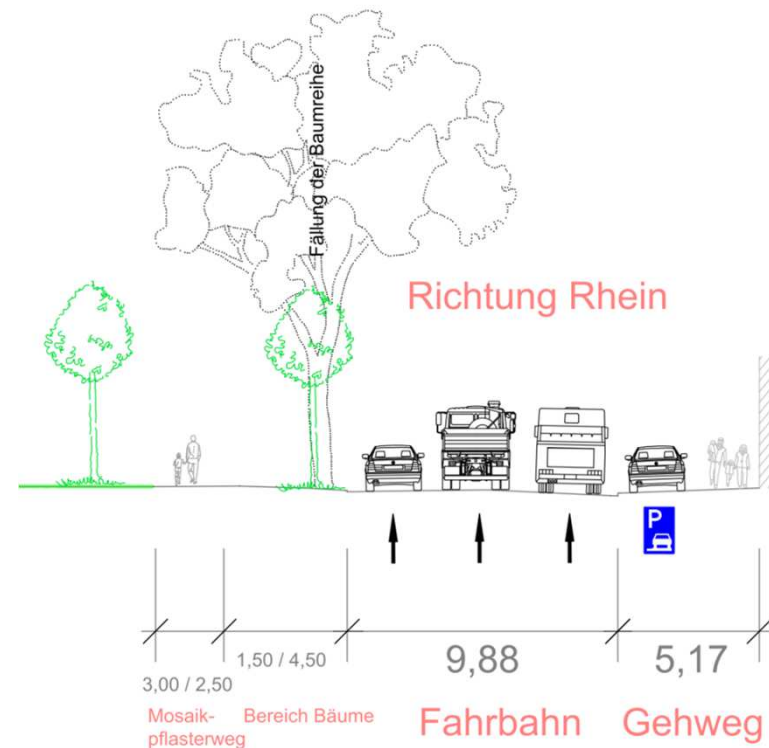 Fällung der Baumreihe
Richtung Rhein
P
1,50 / 4,50
9,88
5,17
3,00 / 2,50
Mosaik-
pflasterweg
Bereich Bäume
Fahrbahn
Gehweg